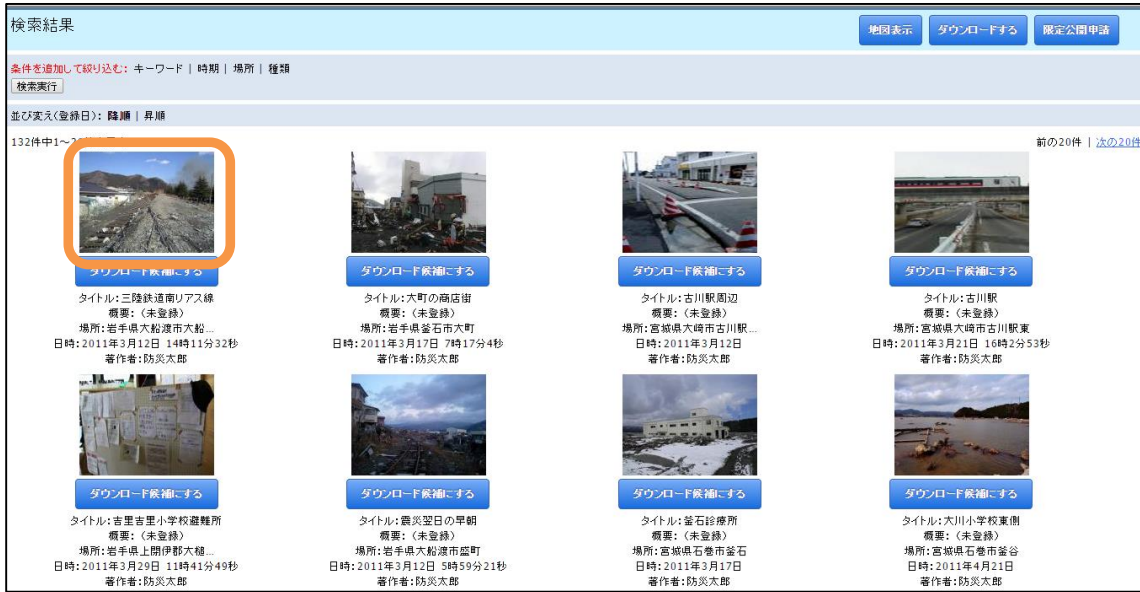 検索結果
地図表示 ダウンロードする 限定公開申請
条件を追加して絞り込む: キーワード | 時期 | 場所 | 種類
検索実行
並び変え(登録日): 降順 | 昇順
132件中1～
前の20件 | 次の20件
ダウンロード候補にする ダウンロード候補にする ダウンロード候補にする ダウンロード候補にする
タイトル:三陸鉄道南リアス線 タイトル:大町の商店街 タイトル:古川駅周辺 タイトル:古川駅
概要: (未登録) 概要: (未登録) 概要: (未登録) 概要: (未登録)
場所:岩手県大船渡市大船... 場所:岩手県釜石市大町 場所:宮城県大崎市古川駅... 場所:宮城県大崎市古川駅東
日時:2011年3月12日 14時11分32秒 日時:2011年3月17日 7時17分4秒 日時:2011年3月12日 日時:2011年3月21日 16時2分53秒
著作者:防災太郎 著作者:防災太郎 著作者:防災太郎 著作者:防災太郎
ダウンロード候補にする ダウンロード候補にする ダウンロード候補にする ダウンロード候補にする
タイトル:吉里吉里小学校避難所 タイトル:震災翌日の早朝 タイトル:釜石診療所 タイトル:大川小学校東側
概要: (未登録) 概要: (未登録) 概要: (未登録) 概要: (未登録)
場所:岩手県上閉伊郡大槌... 場所:岩手県大船渡市盛町 場所:宮城県石巻市釜石 場所:宮城県石巻市釜谷
日時:2011年3月29日 11時41分49秒 日時:2011年3月12日 5時59分21秒 日時:2011年3月17日 日時:2011年4月21日
著作者:防災太郎 著作者:防災太郎 著作者:防災太郎 著作者:防災太郎